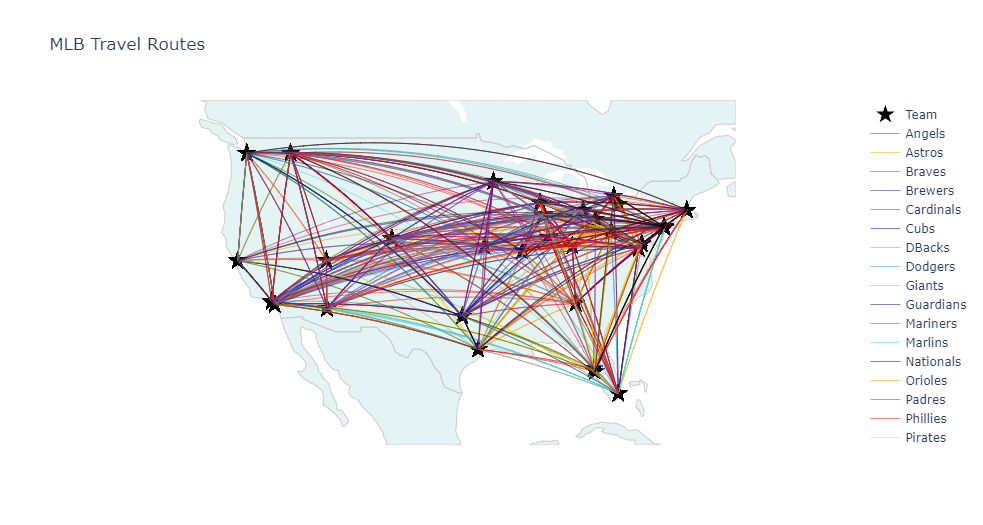 MLB Travel Routes
Team
Angels
Astros
Braves
Brewers
Cardinals
Cubs
DBacks
Dodgers
Giants
Guardians
Mariners
Marlins
Nationals
Orioles
Padres
Phillies
Pirates